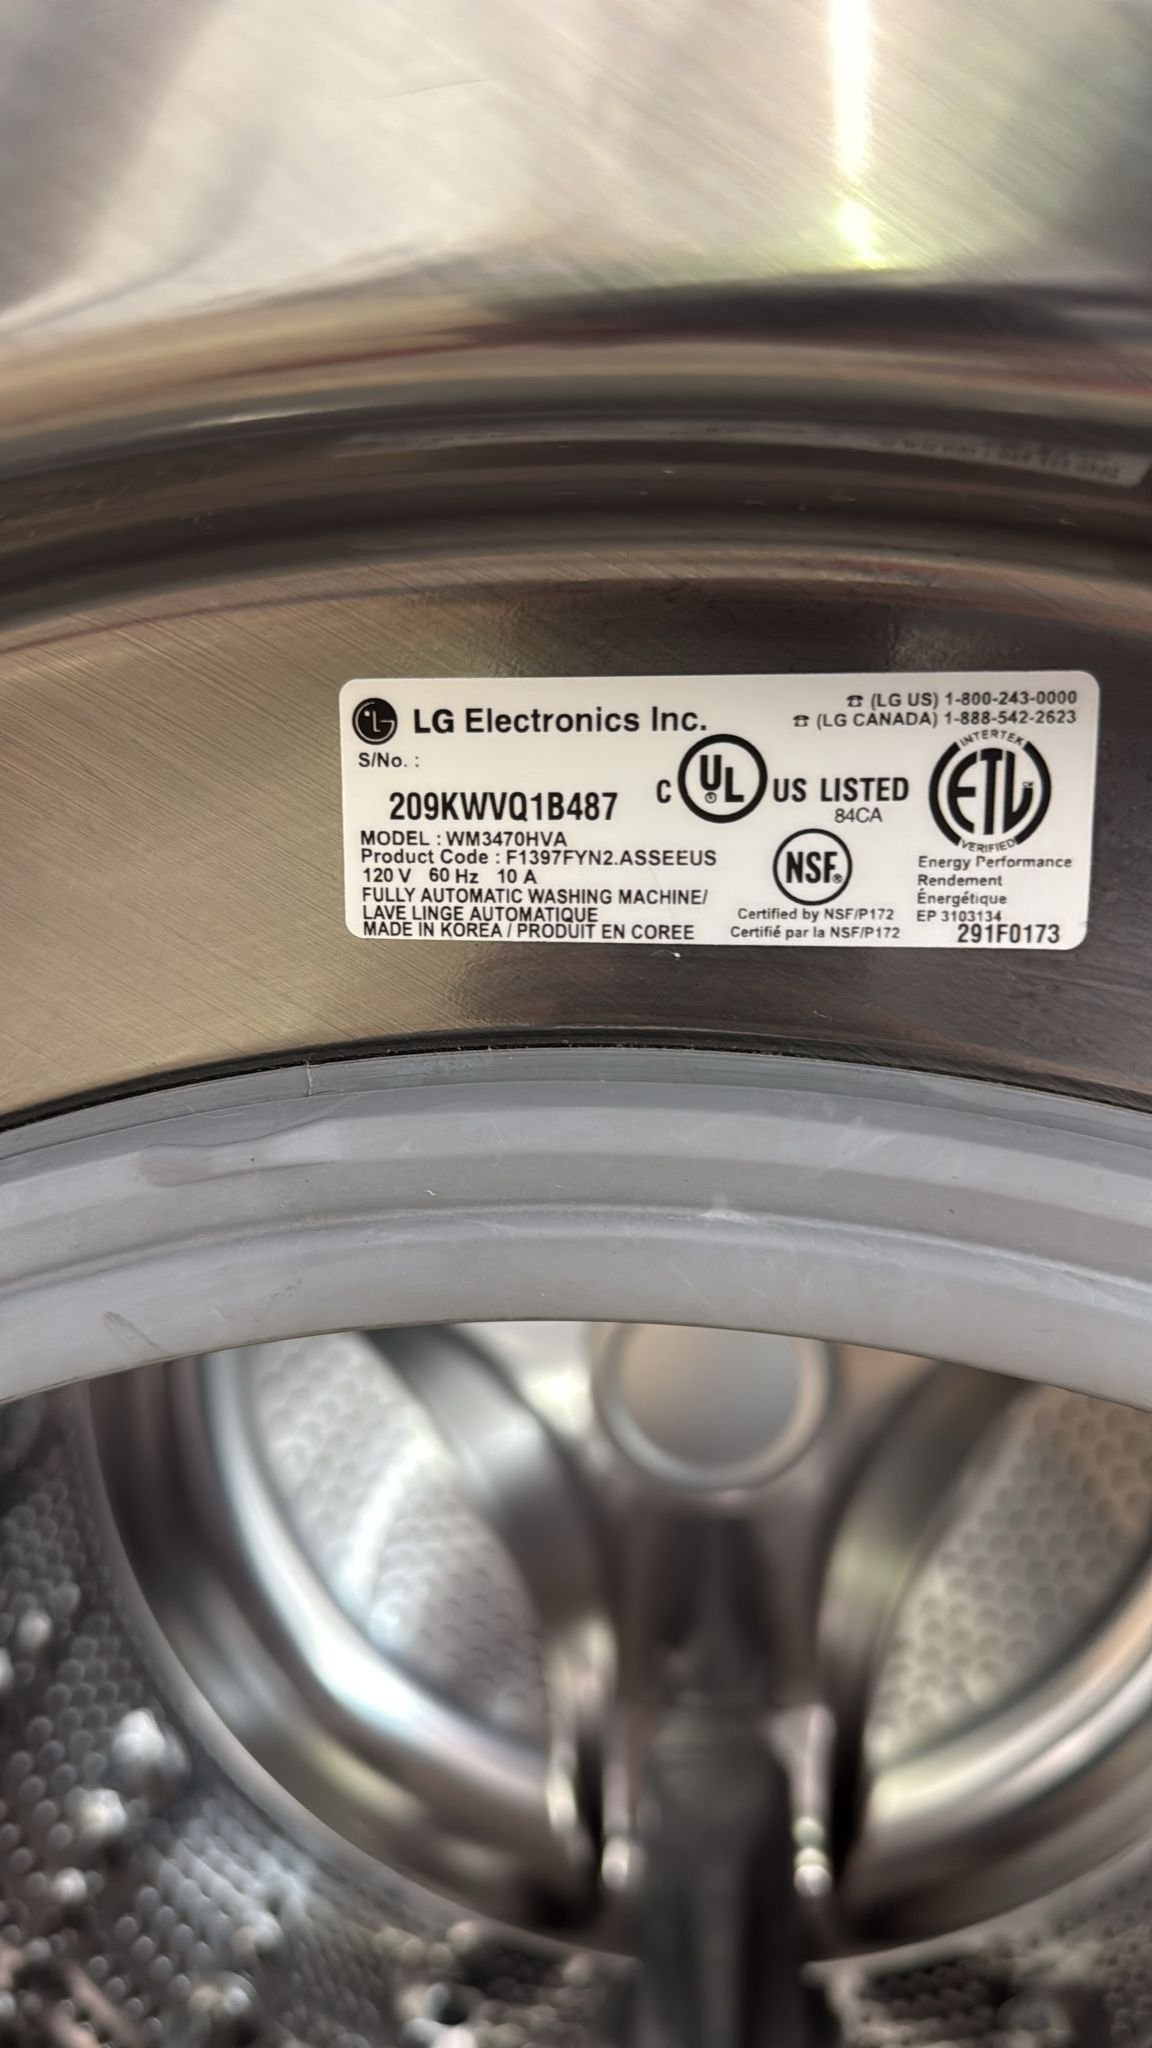 LG Electronics Inc.
☎ (LG US) 1-800-243-0000
☎ (LG CANADA) 1-888-542-2623
S/No. :
209KWVQ1B487
MODEL : WM3470HVA
Product Code : F1397FYN2.ASSEEUS
120 V 60 Hz 10 A
FULLY AUTOMATIC WASHING MACHINE/
LAVE LINGE AUTOMATIQUE
MADE IN KOREA / PRODUIT EN COREE
C UL® US LISTED
84CA
NSF®
Certified by NSF/P172
Certifié par la NSF/P172
INTERTEK
ETL
VERIFIED
Energy Performance
Rendement
Énergétique
EP 3103134
291F0173